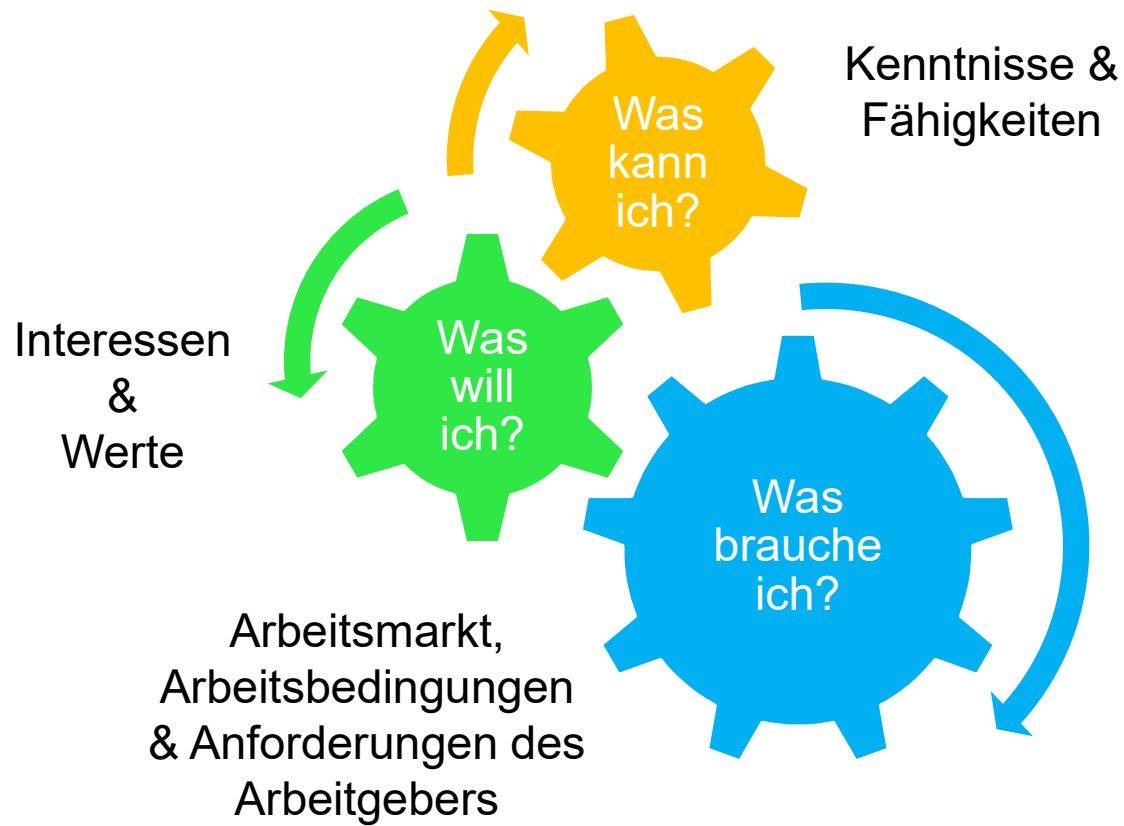 Was
kann
ich?
Kenntnisse &
Fähigkeiten
Interessen
&
Werte
Was
will
ich?
Was
brauche
ich?
Arbeitsmarkt,
Arbeitsbedingungen
& Anforderungen des
Arbeitgebers